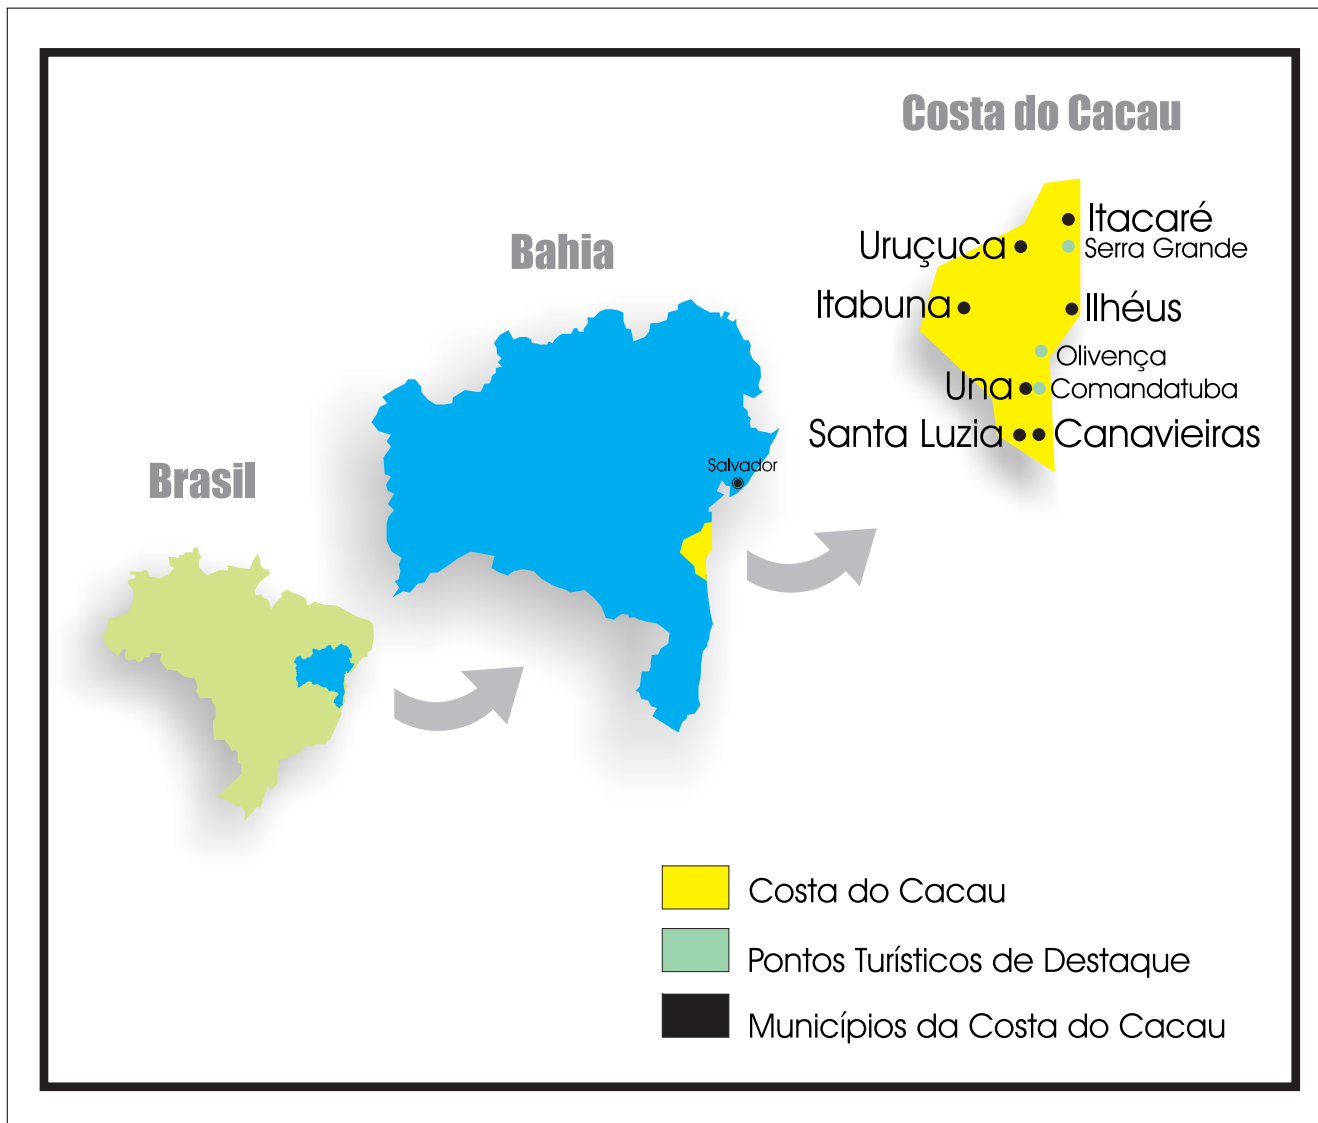 Costa do Cacau
Itacaré
Uruçuca
Serra Grande
Itabuna
Ilhéus
Olivença
Una
Comandatuba
Santa Luzia
Canavieiras
Bahia
Salvador
Brasil
Costa do Cacau
Pontos Turísticos de Destaque
Municípios da Costa do Cacau